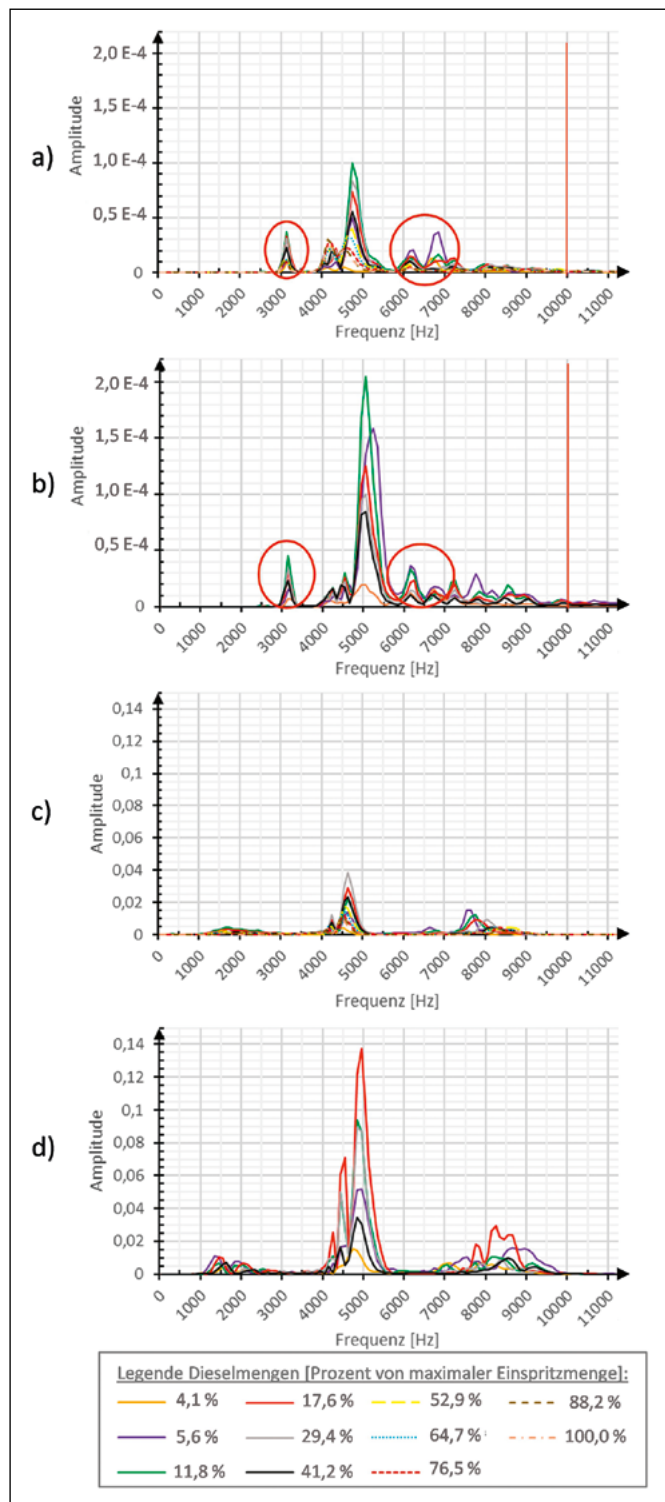 a)
Amplitude
2,0 E-4
1,5 E-4
1,0 E-4
0,5 E-4
0
0 1000 2000 3000 4000 5000 6000 7000 8000 9000 10000 11000
Frequenz [Hz]
b)
Amplitude
2,0 E-4
1,5 E-4
1,0 E-4
0,5 E-4
0
0 1000 2000 3000 4000 5000 6000 7000 8000 9000 10000 11000
Frequenz [Hz]
c)
Amplitude
0,14
0,12
0,1
0,08
0,06
0,04
0,02
0
0 1000 2000 3000 4000 5000 6000 7000 8000 9000 10000 11000
Frequenz [Hz]
d)
Amplitude
0,14
0,12
0,1
0,08
0,06
0,04
0,02
0
0 1000 2000 3000 4000 5000 6000 7000 8000 9000 10000 11000
Frequenz [Hz]
Legende Dieselmengen [Prozent von maximaler Einspritzmenge]:
4,1 % 17,6 % 52,9 % 88,2 %
5,6 % 29,4 % 64,7 % 100,0 %
11,8 % 41,2 % 76,5 %